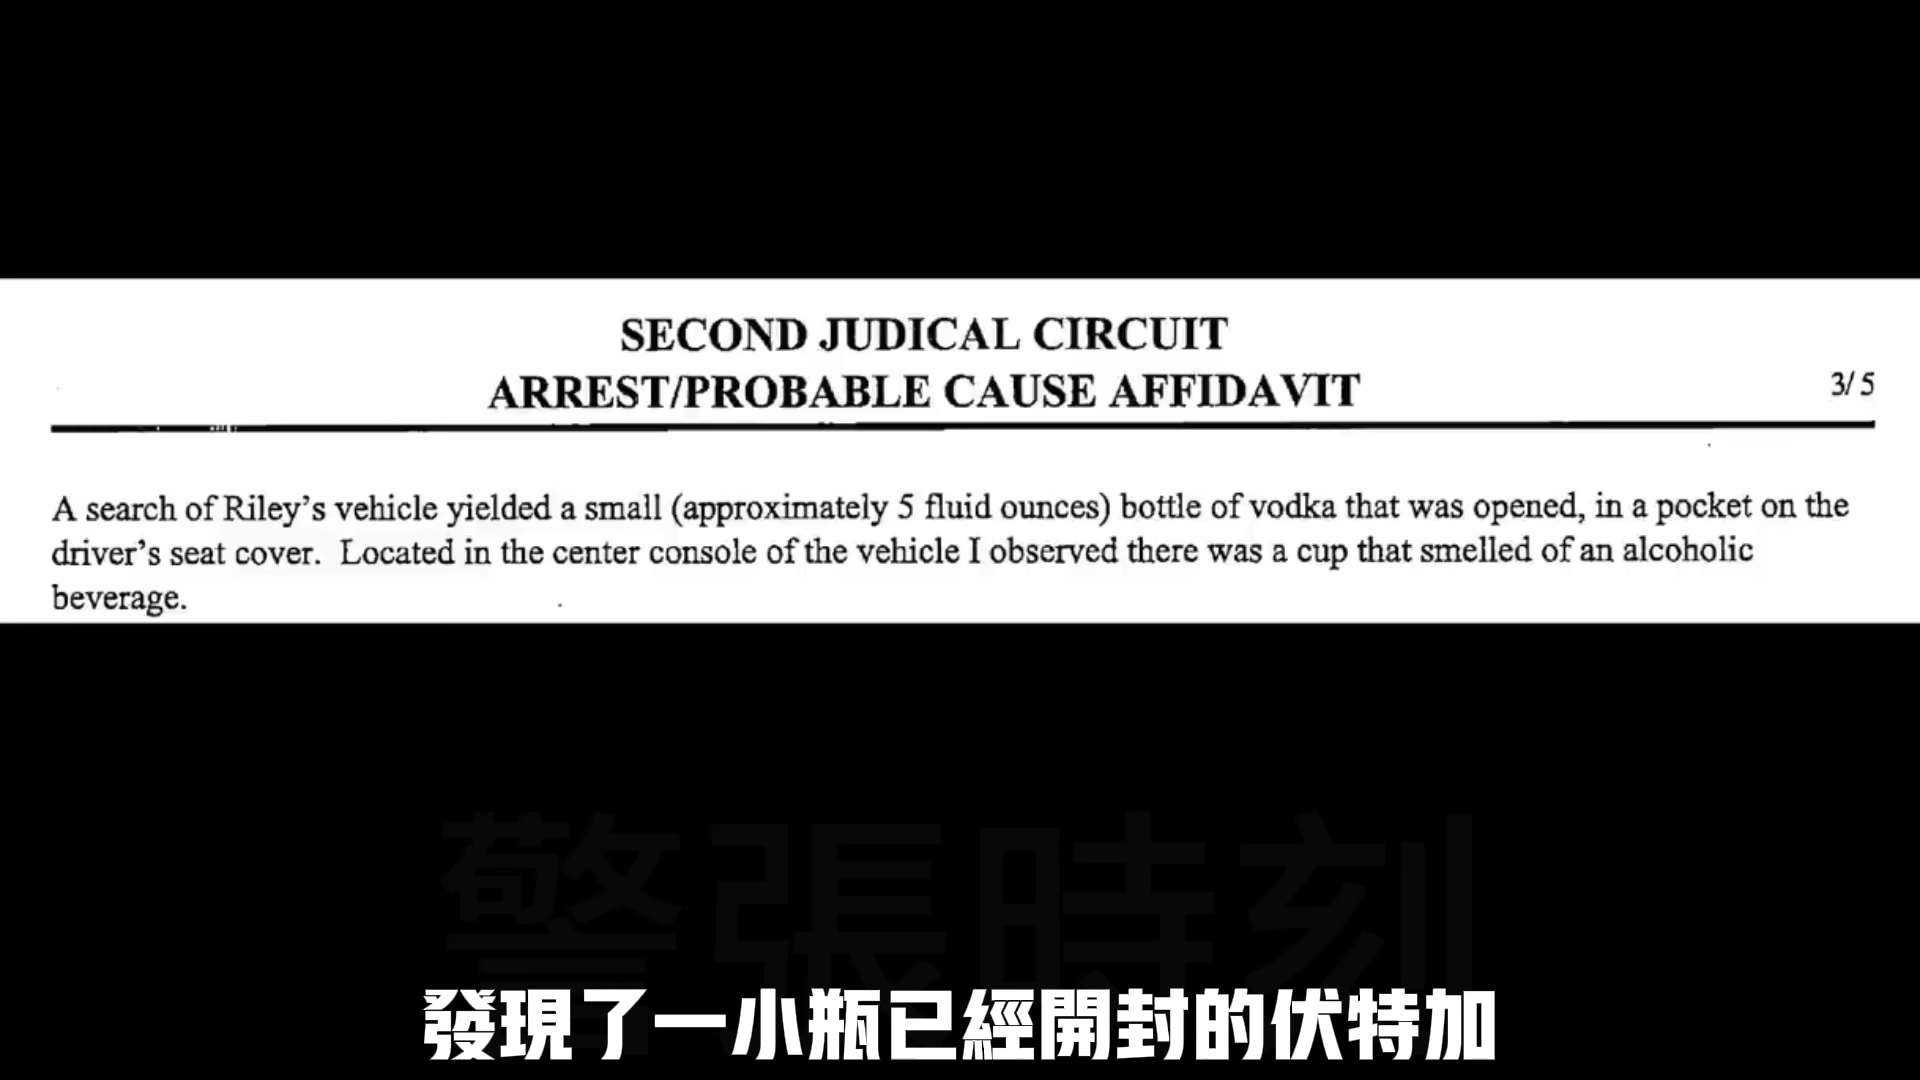 SECOND JUDICAL CIRCUIT
ARREST/PROBABLE CAUSE AFFIDAVIT
3/5
A search of Riley's vehicle yielded a small (approximately 5 fluid ounces) bottle of vodka that was opened, in a pocket on the
driver's seat cover. Located in the center console of the vehicle I observed there was a cup that smelled of an alcoholic
beverage.
警張時刻
發現了一小瓶已經開封的伏特加